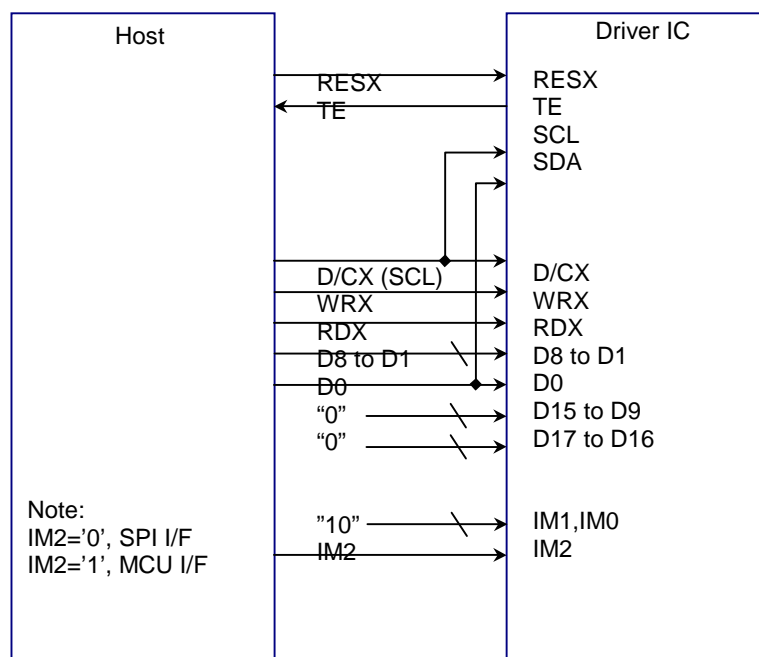 Host
Driver IC
RESX
RESX
TE
TE
SCL
SDA
D/CX (SCL)
D/CX
WRX
WRX
RDX
RDX
D8 to D1
D8 to D1
D0
D0
“0”
D15 to D9
“0”
D17 to D16
Note:
IM2='0', SPI I/F
IM2='1', MCU I/F
”10”
IM1,IM0
IM2
IM2